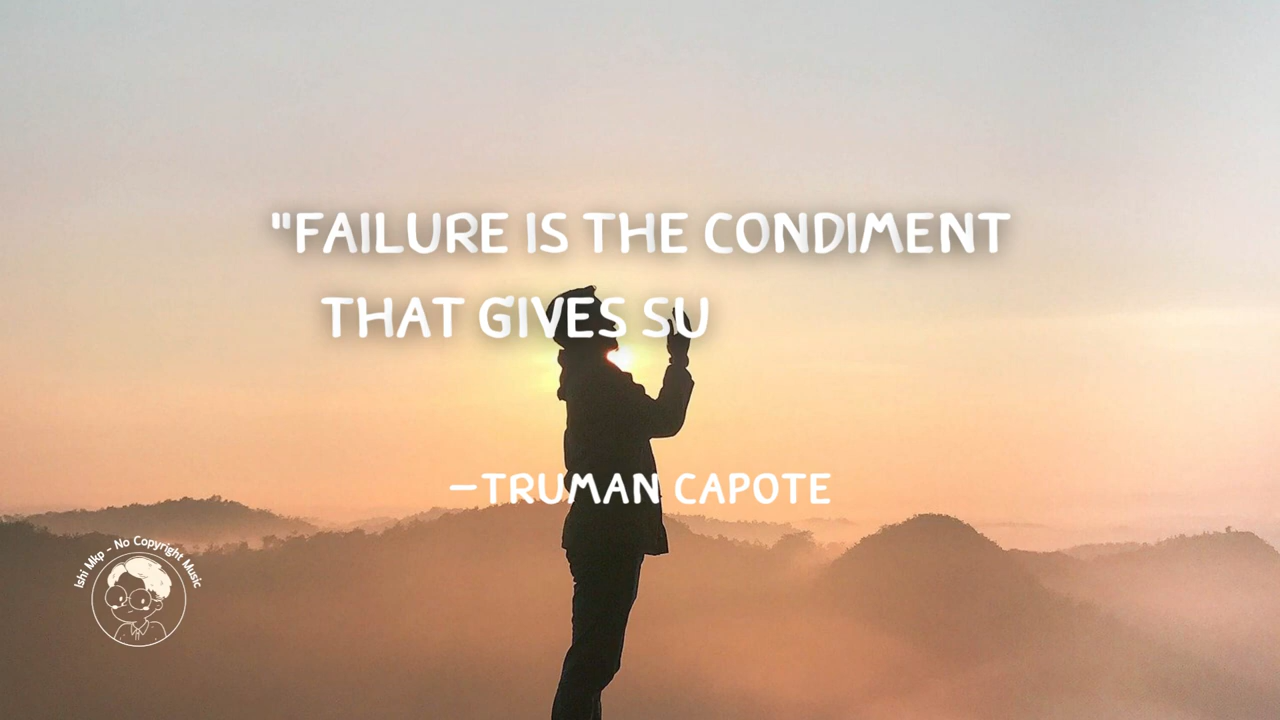 "FAILURE IS THE CONDIMENT
THAT GIVES SU
–TRUMAN CAPOTE
Ishi Mkp - No Copyright Music